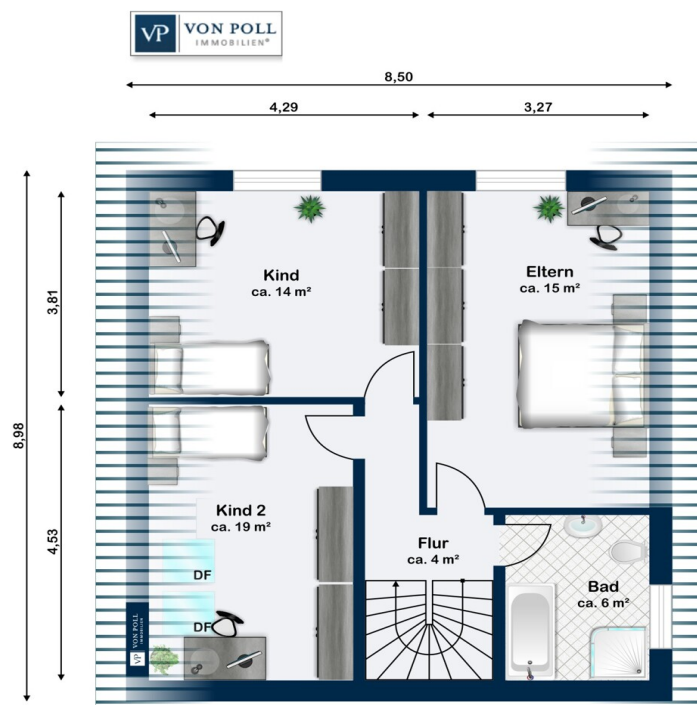 VP VON POLL
IMMOBILIEN®
8,50
4,29
3,27
3,81
8,98
4,53
Kind
ca. 14 m²
Eltern
ca. 15 m²
Kind 2
ca. 19 m²
DF
DF
Flur
ca. 4 m²
Bad
ca. 6 m²
VP VON POLL
IMMOBILIEN